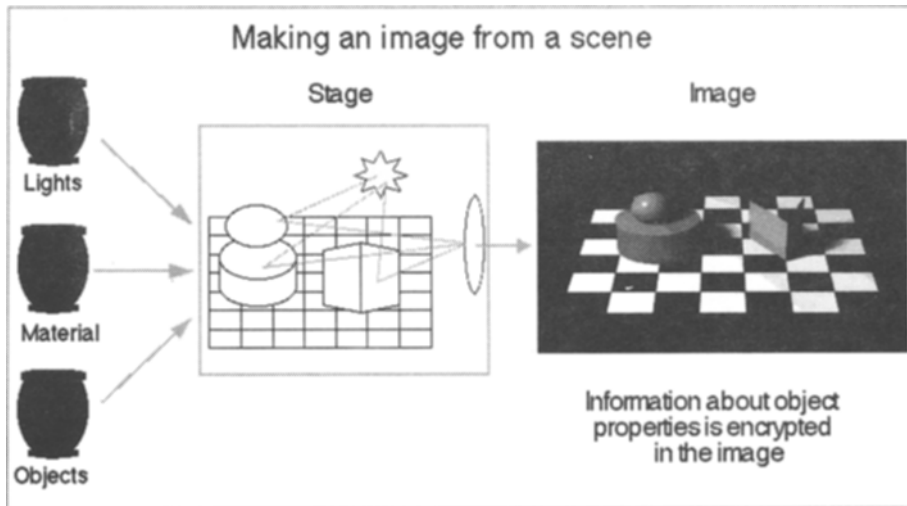 Making an image from a scene
Stage
Image
Lights
Material
Objects
Information about object
properties is encrypted
in the image